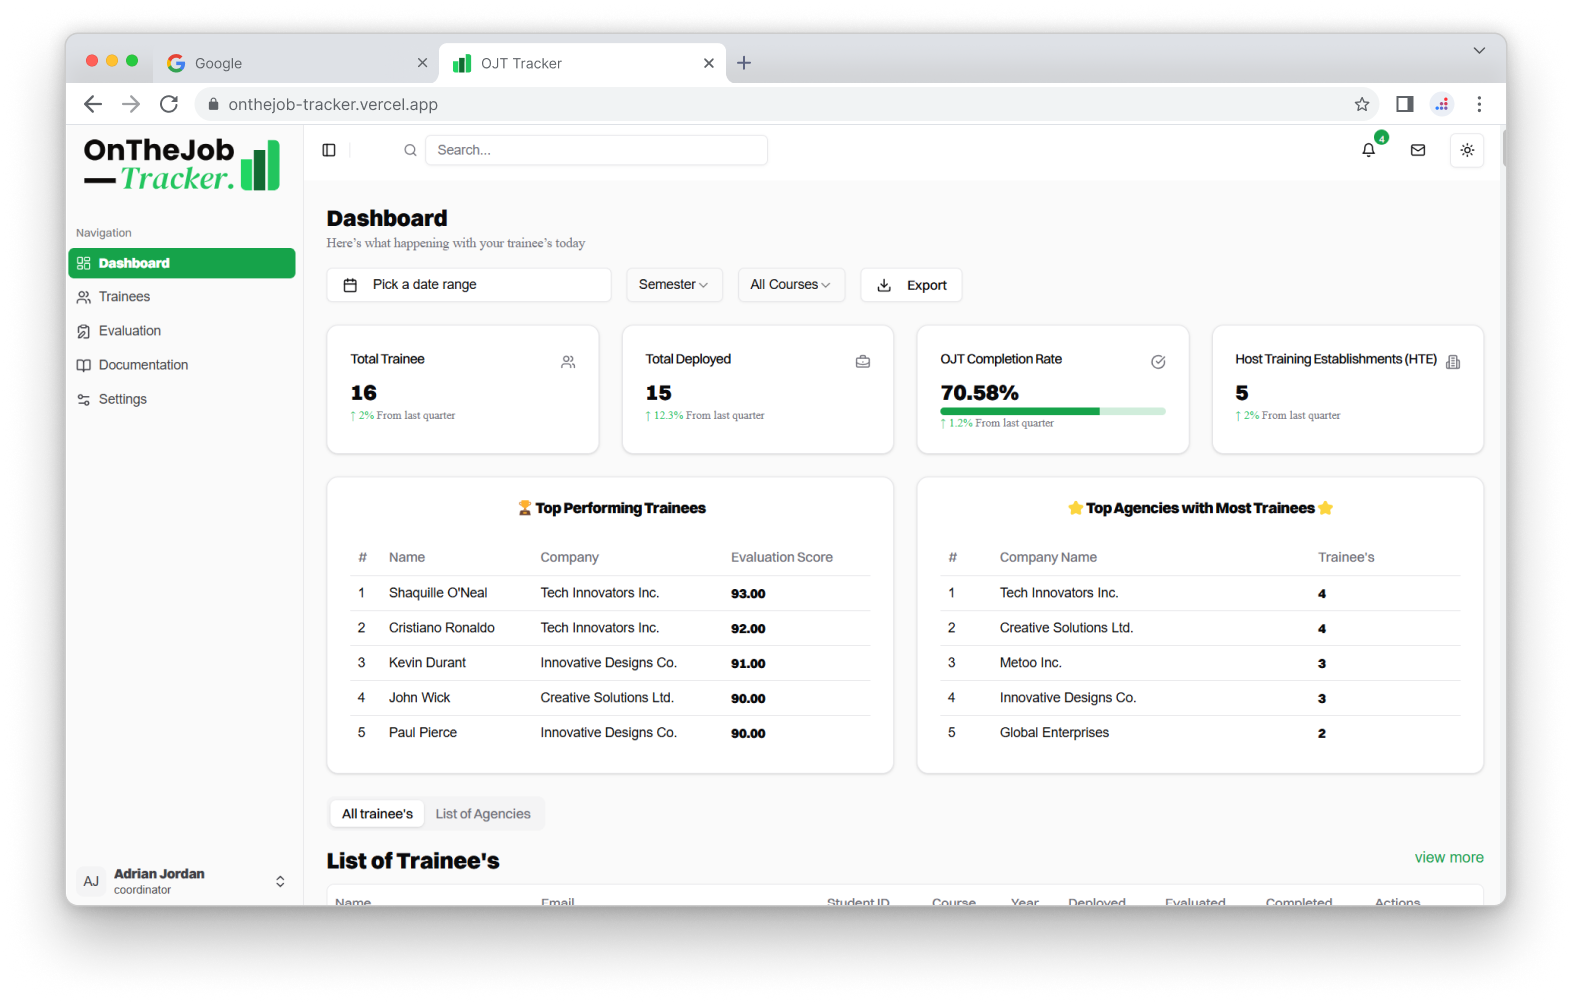 Google
OJT Tracker
onthejob-tracker.vercel.app
OnTheJob
Tracker.
Search...
4
Navigation
Dashboard
Trainees
Evaluation
Documentation
Settings
AJ
Adrian Jordan
coordinator
Dashboard
Here's what happening with your trainee's today
Pick a date range
Semester
All Courses
Export
Total Trainee
16
↑ 2% From last quarter
Total Deployed
15
↑ 12.3% From last quarter
OJT Completion Rate
70.58%
↑ 1.2% From last quarter
Host Training Establishments (HTE)
5
↑ 2% From last quarter
🏆 Top Performing Trainees
# Name Company Evaluation Score
1 Shaquille O'Neal Tech Innovators Inc. 93.00
2 Cristiano Ronaldo Tech Innovators Inc. 92.00
3 Kevin Durant Innovative Designs Co. 91.00
4 John Wick Creative Solutions Ltd. 90.00
5 Paul Pierce Innovative Designs Co. 90.00
⭐ Top Agencies with Most Trainees ⭐
# Company Name Trainee's
1 Tech Innovators Inc. 4
2 Creative Solutions Ltd. 4
3 Metoo Inc. 3
4 Innovative Designs Co. 3
5 Global Enterprises 2
All trainee's
List of Agencies
List of Trainee's
view more
Name Email Student ID Course Year Deployed Evaluated Completed Actions